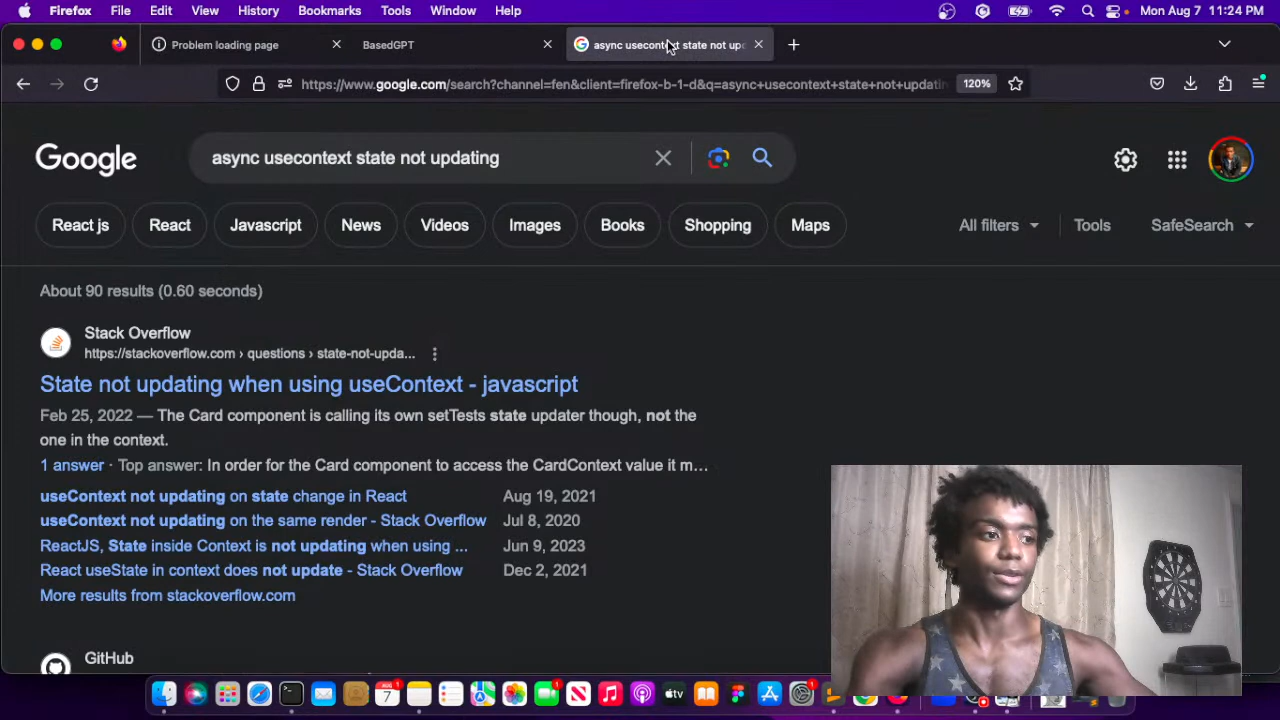 Firefox File Edit View History Bookmarks Tools Window Help Mon Aug 7 11:24 PM
Problem loading page BasedGPT async usecontext state not up
https://www.google.com/search?channel=fen&client=firefox-b-1-d&q=async+usecontext+state+not+updatin 120%
Google async usecontext state not updating
React js React Javascript News Videos Images Books Shopping Maps All filters Tools SafeSearch
About 90 results (0.60 seconds)
Stack Overflow
https://stackoverflow.com › questions › state-not-upda...
State not updating when using useContext - javascript
Feb 25, 2022 — The Card component is calling its own setTests state updater though, not the
one in the context.
1 answer · Top answer: In order for the Card component to access the CardContext value it m...
useContext not updating on state change in React Aug 19, 2021
useContext not updating on the same render - Stack Overflow Jul 8, 2020
ReactJS, State inside Context is not updating when using ... Jun 9, 2023
React useState in context does not update - Stack Overflow Dec 2, 2021
More results from stackoverflow.com
GitHub
7 1 tv